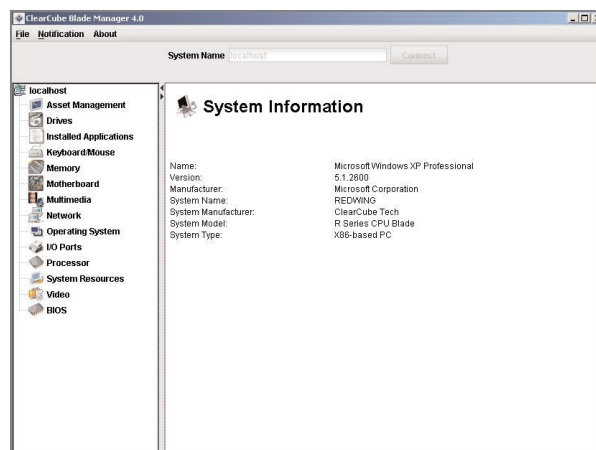 ClearCube Blade Manager 4.0
File Notification About
System Name localhost Connect
localhost
Asset Management
Drives
Installed Applications
Keyboard/Mouse
Memory
Motherboard
Multimedia
Network
Operating System
I/O Ports
Processor
System Resources
Video
BIOS
System Information
Name: Microsoft Windows XP Professional
Version: 5.1.2600
Manufacturer: Microsoft Corporation
System Name: REDWING
System Manufacturer: ClearCube Tech
System Model: R Series CPU Blade
System Type: X86-based PC